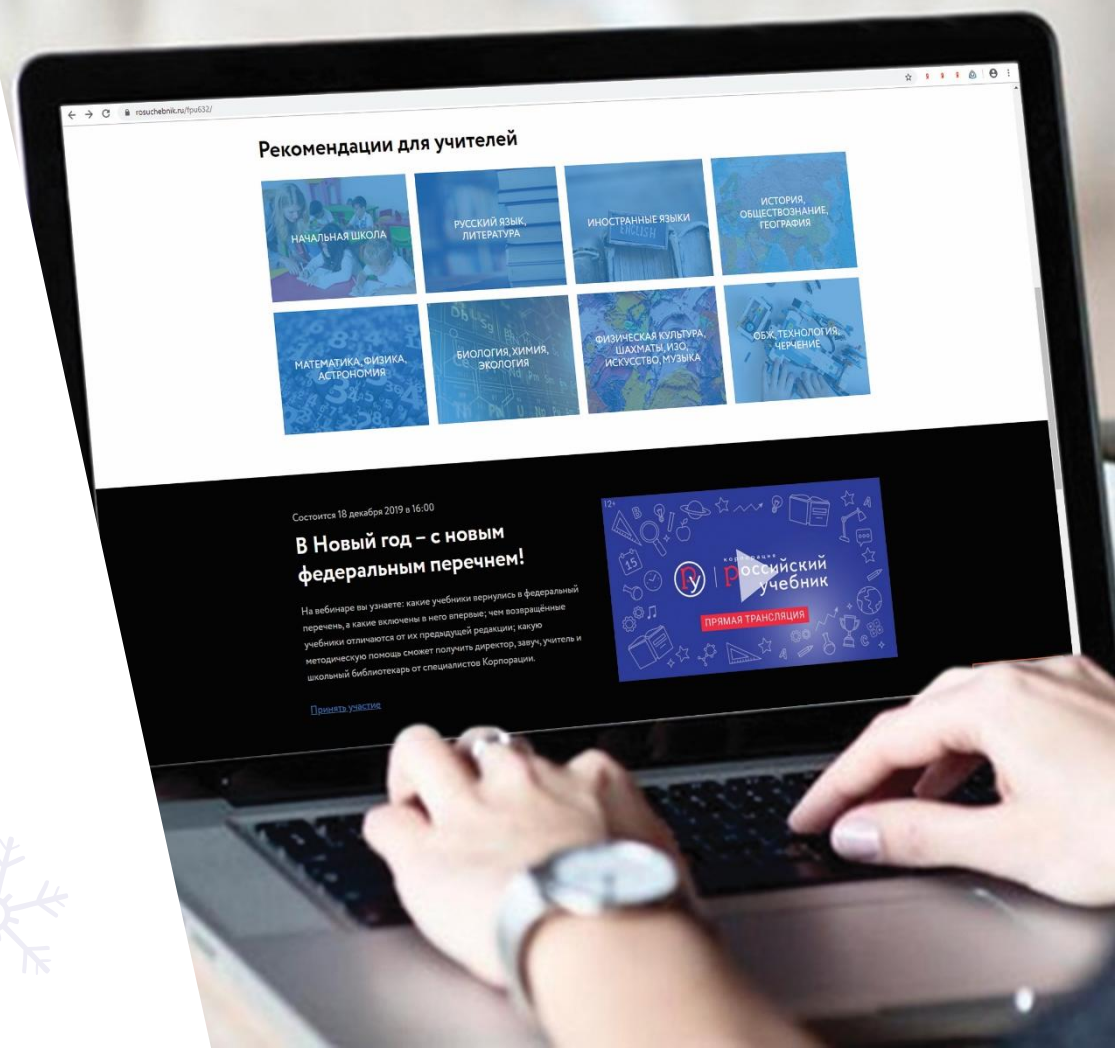 rosuchebnik.ru/fpu632/
Рекомендации для учителей
НАЧАЛЬНАЯ ШКОЛА
РУССКИЙ ЯЗЫК,
ЛИТЕРАТУРА
ИНОСТРАННЫЕ ЯЗЫКИ
ENGLISH
ИСТОРИЯ,
ОБЩЕСТВОЗНАНИЕ,
ГЕОГРАФИЯ
МАТЕМАТИКА, ФИЗИКА,
АСТРОНОМИЯ
БИОЛОГИЯ, ХИМИЯ,
ЭКОЛОГИЯ
ФИЗИЧЕСКАЯ КУЛЬТУРА,
ШАХМАТЫ, ИЗО,
ИСКУССТВО, МУЗЫКА
ОБЖ, ТЕХНОЛОГИЯ,
ЧЕРЧЕНИЕ
Состоится 18 декабря 2019 в 16:00
В Новый год – с новым
федеральным перечнем!
На вебинаре вы узнаете: какие учебники вернулись в федеральный
перечень, а какие включены в него впервые; чем возвращённые
учебники отличаются от их предыдущей редакции; какую
методическую помощь сможет получить директор, завуч, учитель и
школьный библиотекарь от специалистов Корпорации.
Принять участие
12+
15
корпорация
российский
учебник
ПРЯМАЯ ТРАНСЛЯЦИЯ